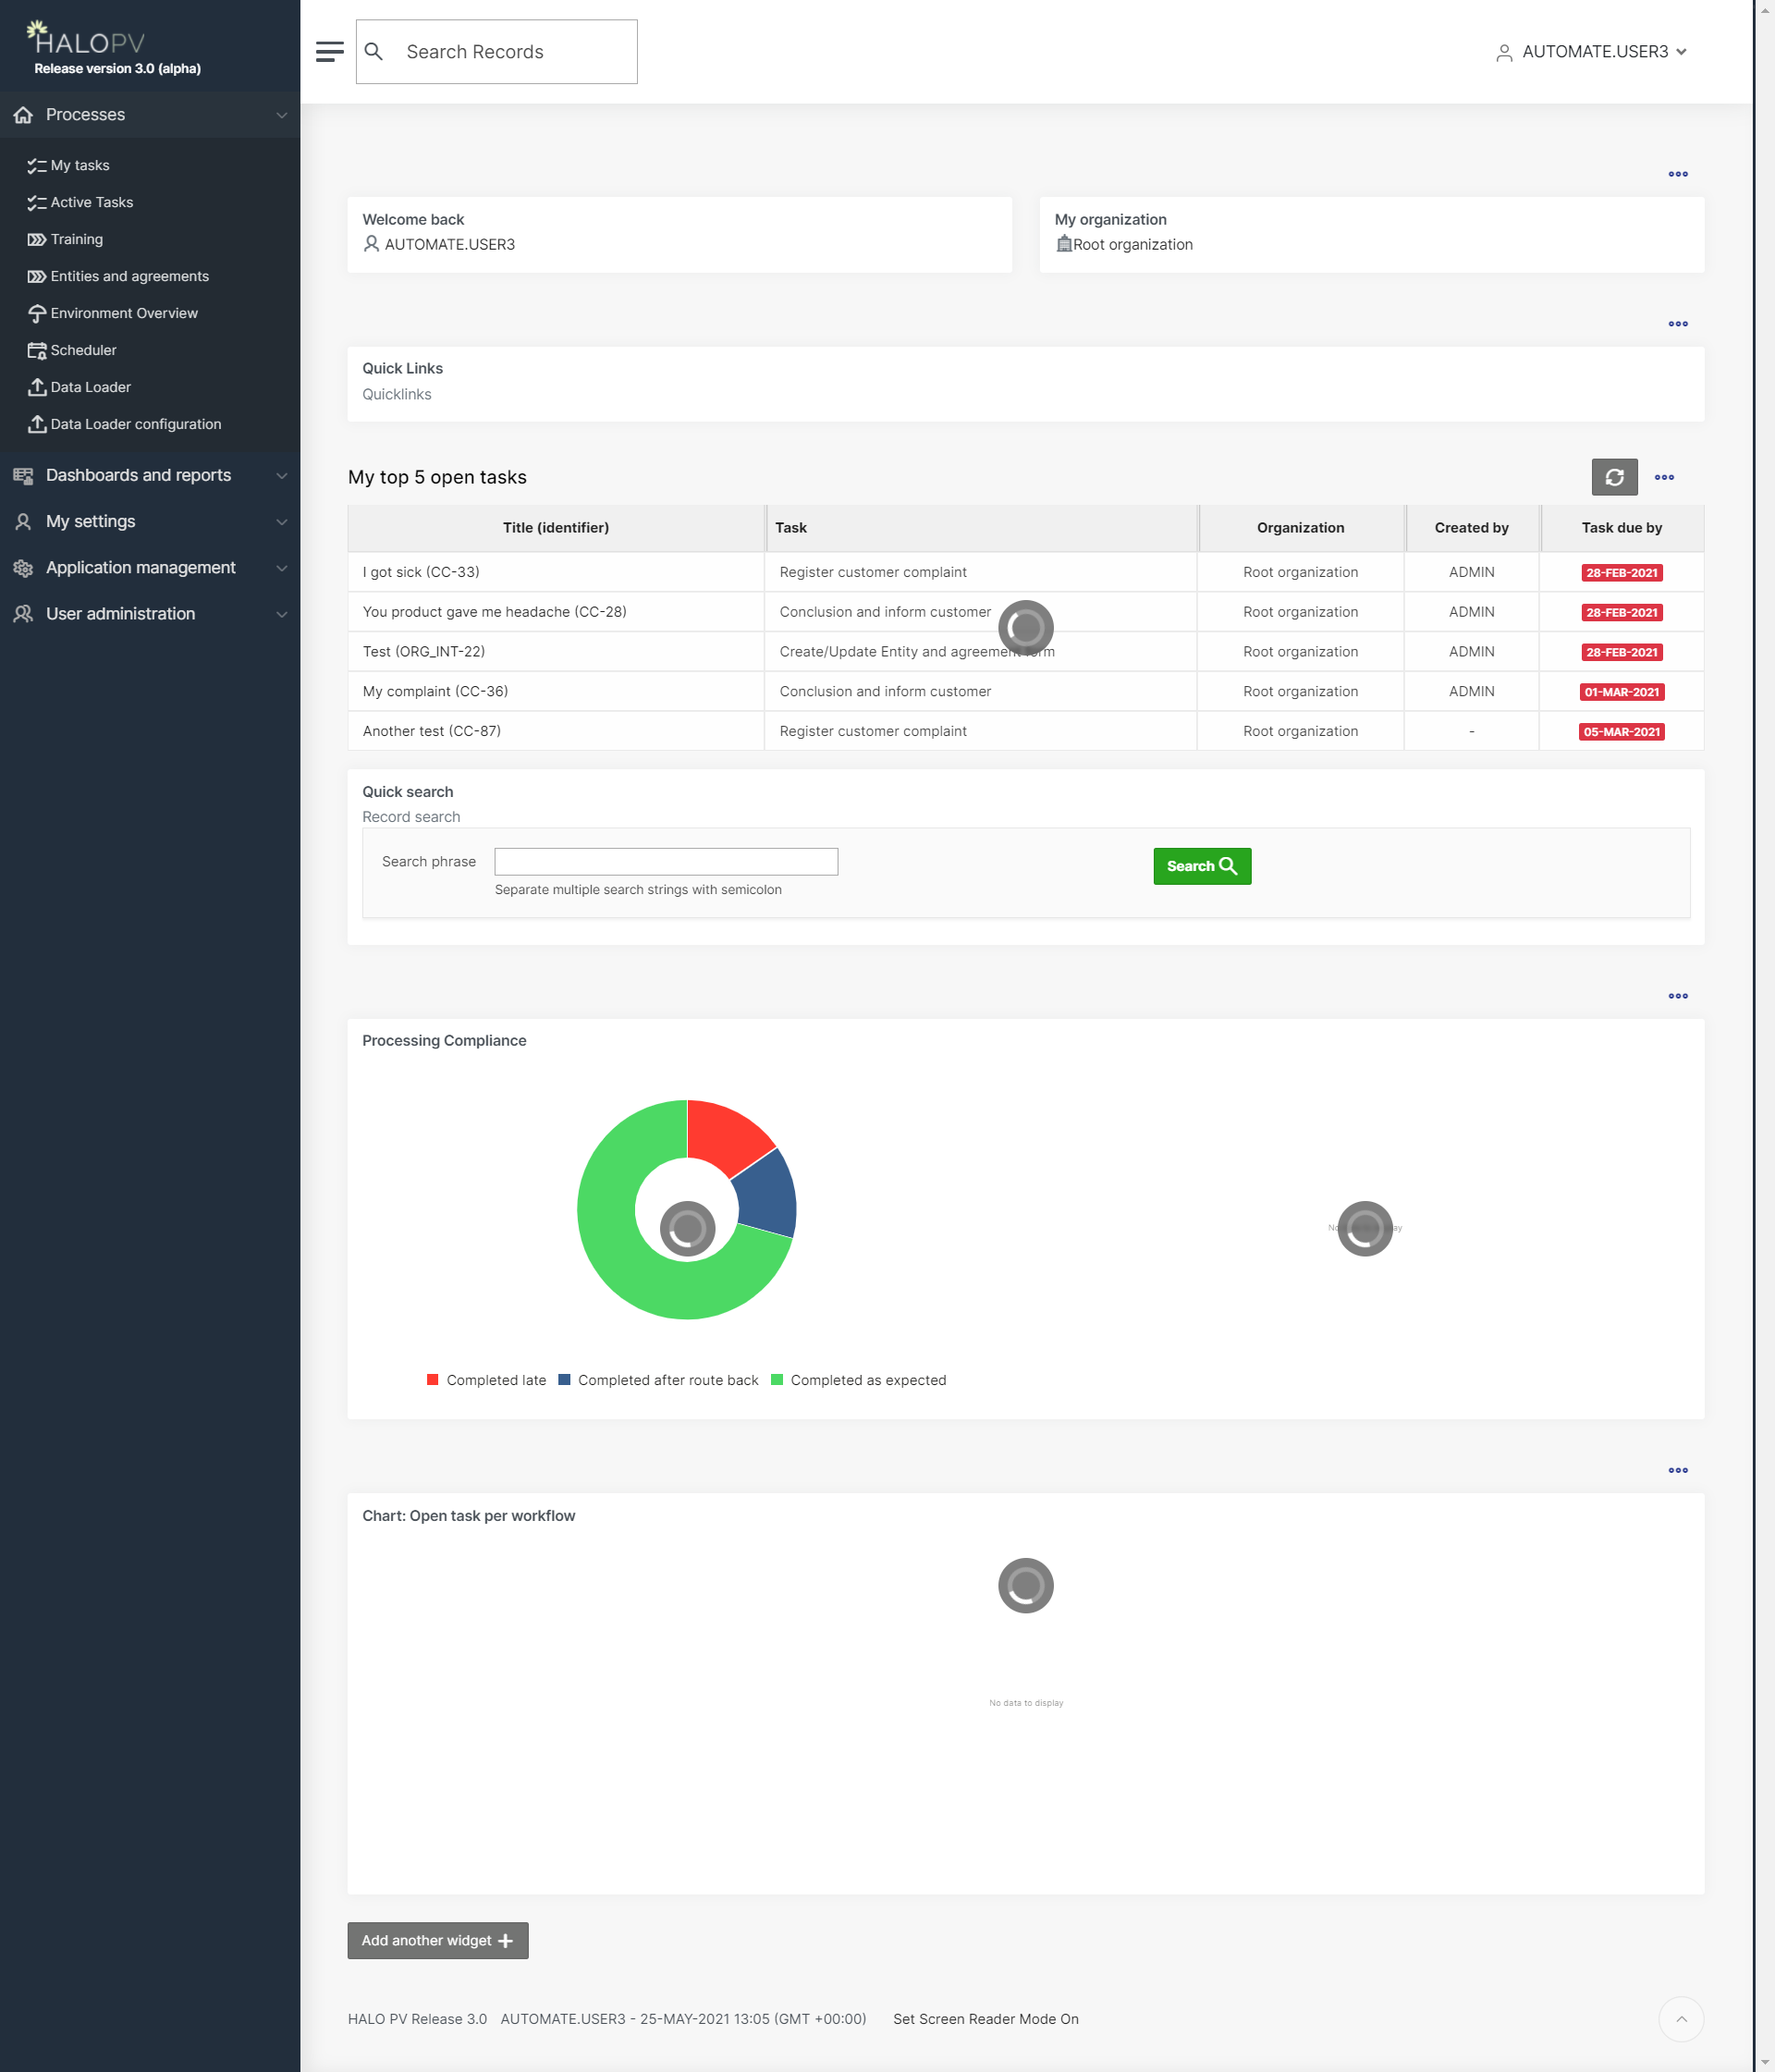 HALOPV
Release version 3.0 (alpha)
Search Records
AUTOMATE.USER3
Processes
My tasks
Active Tasks
Training
Entities and agreements
Environment Overview
Scheduler
Data Loader
Data Loader configuration
Dashboards and reports
My settings
Application management
User administration
Welcome back
AUTOMATE.USER3
My organization
Root organization
Quick Links
Quicklinks
My top 5 open tasks
Title (identifier) Task Organization Created by Task due by
I got sick (CC-33) Register customer complaint Root organization ADMIN 28-FEB-2021
You product gave me headache (CC-28) Conclusion and inform customer Root organization ADMIN 28-FEB-2021
Test (ORG_INT-22) Create/Update Entity and agreement form Root organization ADMIN 28-FEB-2021
My complaint (CC-36) Conclusion and inform customer Root organization ADMIN 01-MAR-2021
Another test (CC-87) Register customer complaint Root organization - 05-MAR-2021
Quick search
Record search
Search phrase
Search
Separate multiple search strings with semicolon
Processing Compliance
No
Completed late Completed after route back Completed as expected
Chart: Open task per workflow
No data to display
Add another widget
HALO PV Release 3.0 AUTOMATE.USER3 - 25-MAY-2021 13:05 (GMT +00:00) Set Screen Reader Mode On